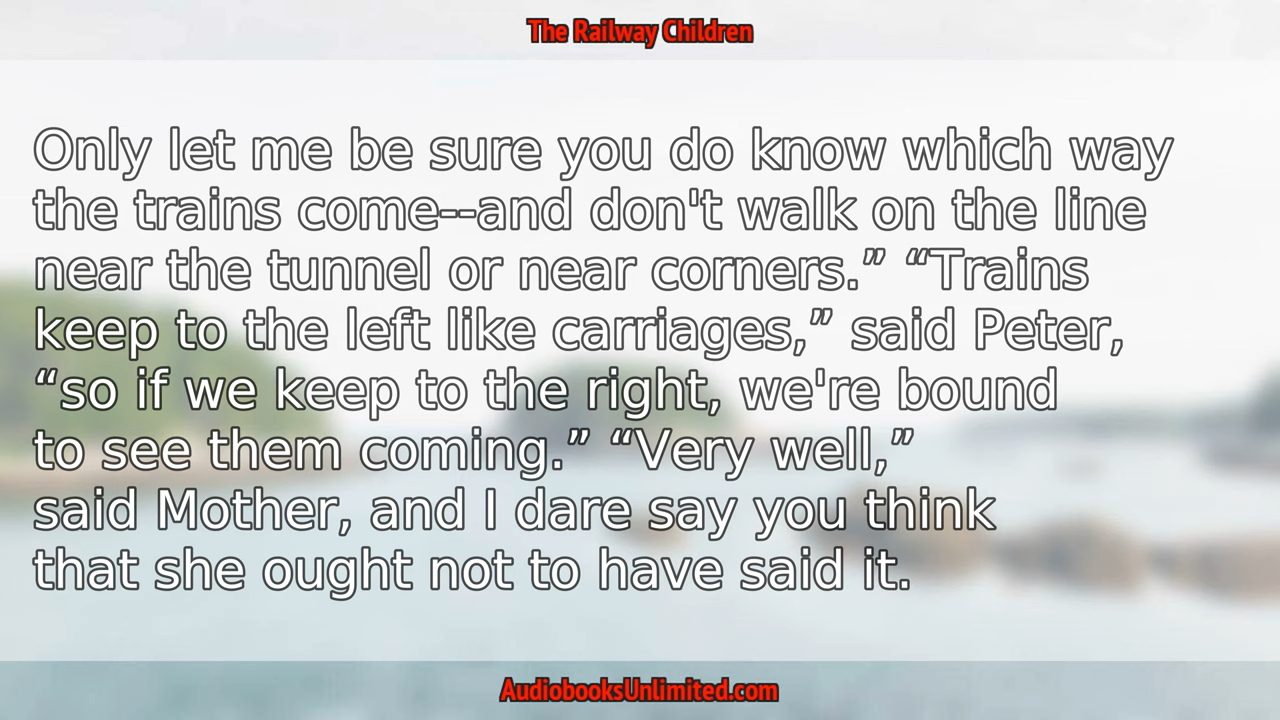 The Railway Children
Only let me be sure you do know which way
the trains come--and don't walk on the line
near the tunnel or near corners.” “Trains
keep to the left like carriages,” said Peter,
“so if we keep to the right, we're bound
to see them coming.” “Very well,”
said Mother, and I dare say you think
that she ought not to have said it.
AudiobooksUnlimited.com